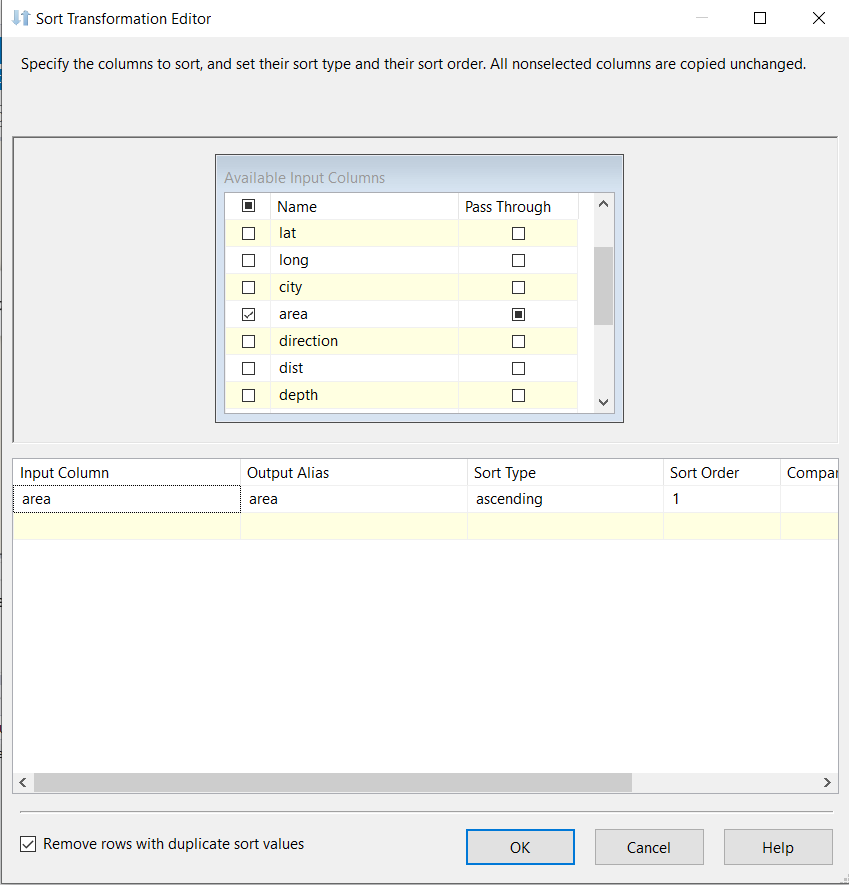 Sort Transformation Editor
Specify the columns to sort, and set their sort type and their sort order. All nonselected columns are copied unchanged.
Available Input Columns
Name Pass Through
lat
long
city
area
direction
dist
depth
Input Column Output Alias Sort Type Sort Order Compar
area area ascending 1
Remove rows with duplicate sort values OK Cancel Help